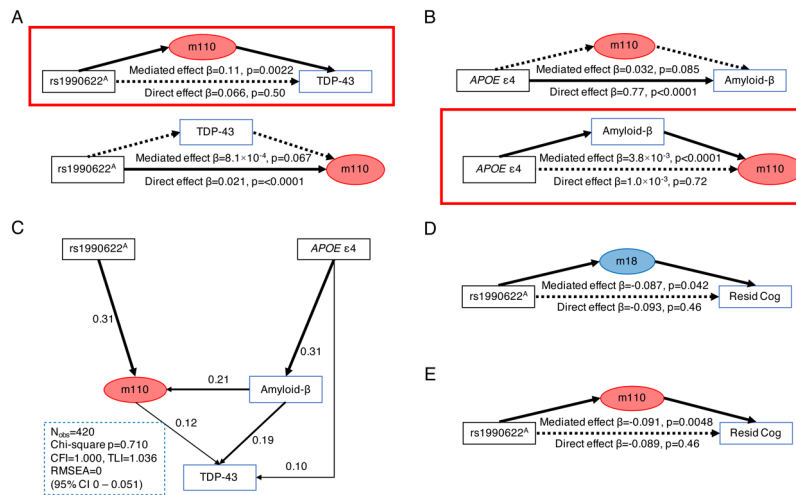 A
m110
Mediated effect β=0.11, p=0.0022
rs1990622ᴬ
TDP-43
Direct effect β=0.066, p=0.50
TDP-43
Mediated effect β=8.1×10⁻⁴, p=0.067
rs1990622ᴬ
m110
Direct effect β=0.021, p=<0.0001
B
m110
Mediated effect β=0.032, p=0.085
APOE ε4
Amyloid-β
Direct effect β=0.77, p<0.0001
Amyloid-β
Mediated effect β=3.8×10⁻³, p<0.0001
APOE ε4
m110
Direct effect β=1.0×10⁻³, p=0.72
C
rs1990622ᴬ
APOE ε4
0.31
0.31
0.21
m110
Amyloid-β
0.12
0.19
0.10
TDP-43
Nₒbₛ=420
Chi-square p=0.710
CFI=1.000, TLI=1.036
RMSEA=0
(95% CI 0 – 0.051)
D
m18
Mediated effect β=-0.087, p=0.042
rs1990622ᴬ
Resid Cog
Direct effect β=-0.093, p=0.46
E
m110
Mediated effect β=-0.091, p=0.0048
rs1990622ᴬ
Resid Cog
Direct effect β=-0.089, p=0.46